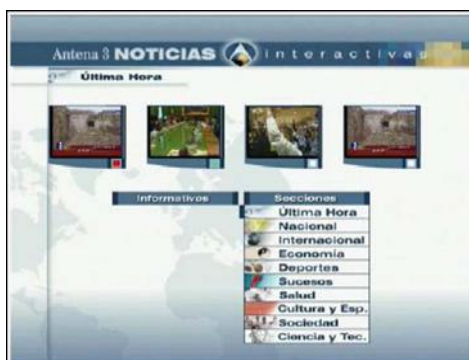 Antena 3 NOTICIAS interactivas
Última Hora
Informativos Secciones
Última Hora
Nacional
Internacional
Economía
Deportes
Sucesos
Salud
Cultura y Esp.
Sociedad
Ciencia y Tec.